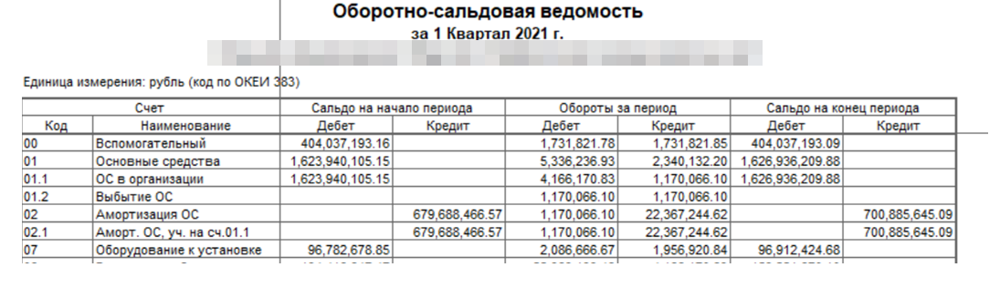 Оборотно-сальдовая ведомость
за 1 Квартал 2021 г.
Единица измерения: рубль (код по ОКЕИ 383)
Счет Сальдо на начало периода Обороты за период Сальдо на конец периода
Код Наименование Дебет Кредит Дебет Кредит Дебет Кредит
00 Вспомогательный 404,037,193.16 1,731,821.78 1,731,821.85 404,037,193.09
01 Основные средства 1,623,940,105.15 5,336,236.93 2,340,132.20 1,626,936,209.88
01.1 ОС в организации 1,623,940,105.15 4,166,170.83 1,170,066.10 1,626,936,209.88
01.2 Выбытие ОС 1,170,066.10 1,170,066.10
02 Амортизация ОС 679,688,466.57 1,170,066.10 22,367,244.62 700,885,645.09
02.1 Аморт. ОС, уч. на сч.01.1 679,688,466.57 1,170,066.10 22,367,244.62 700,885,645.09
07 Оборудование к установке 96,782,678.85 2,086,666.67 1,956,920.84 96,912,424.68